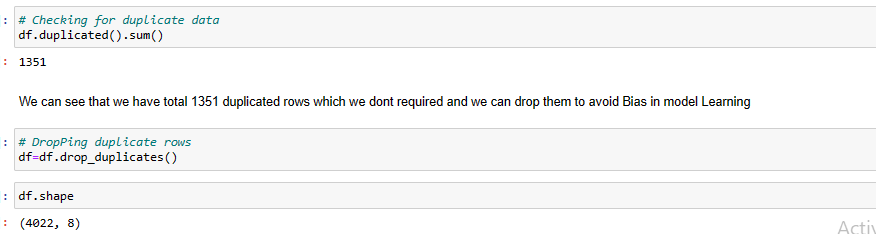 : # Checking for duplicate data
df.duplicated().sum()
: 1351
We can see that we have total 1351 duplicated rows which we dont required and we can drop them to avoid Bias in model Learning
: # DropPing duplicate rows
df=df.drop_duplicates()
: df.shape
: (4022, 8)